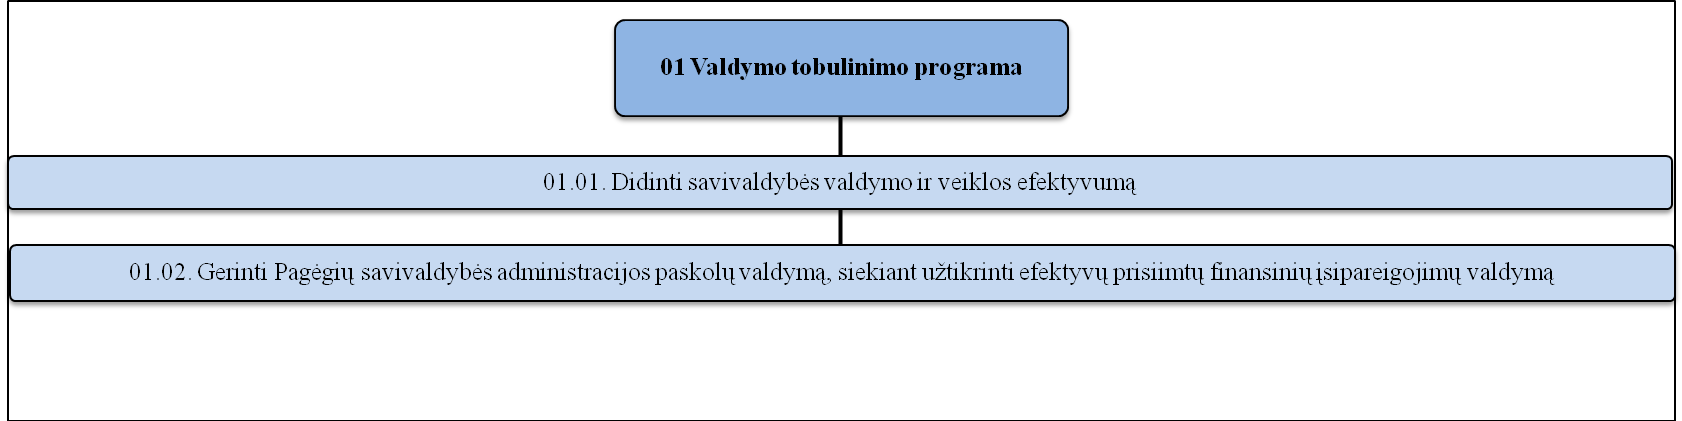 01 Valdymo tobulinimo programa
01.01. Didinti savivaldybės valdymo ir veiklos efektyvumą
01.02. Gerinti Pagėgių savivaldybės administracijos paskolų valdymą, siekiant užtikrinti efektyvų prisiimtų finansinių įsipareigojimų valdymą